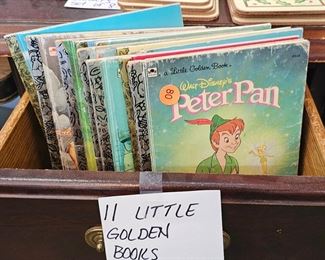 a Little Golden Book
WALT DISNEY'S
Peter Pan
11 LITTLE
GOLDEN
BOOKS